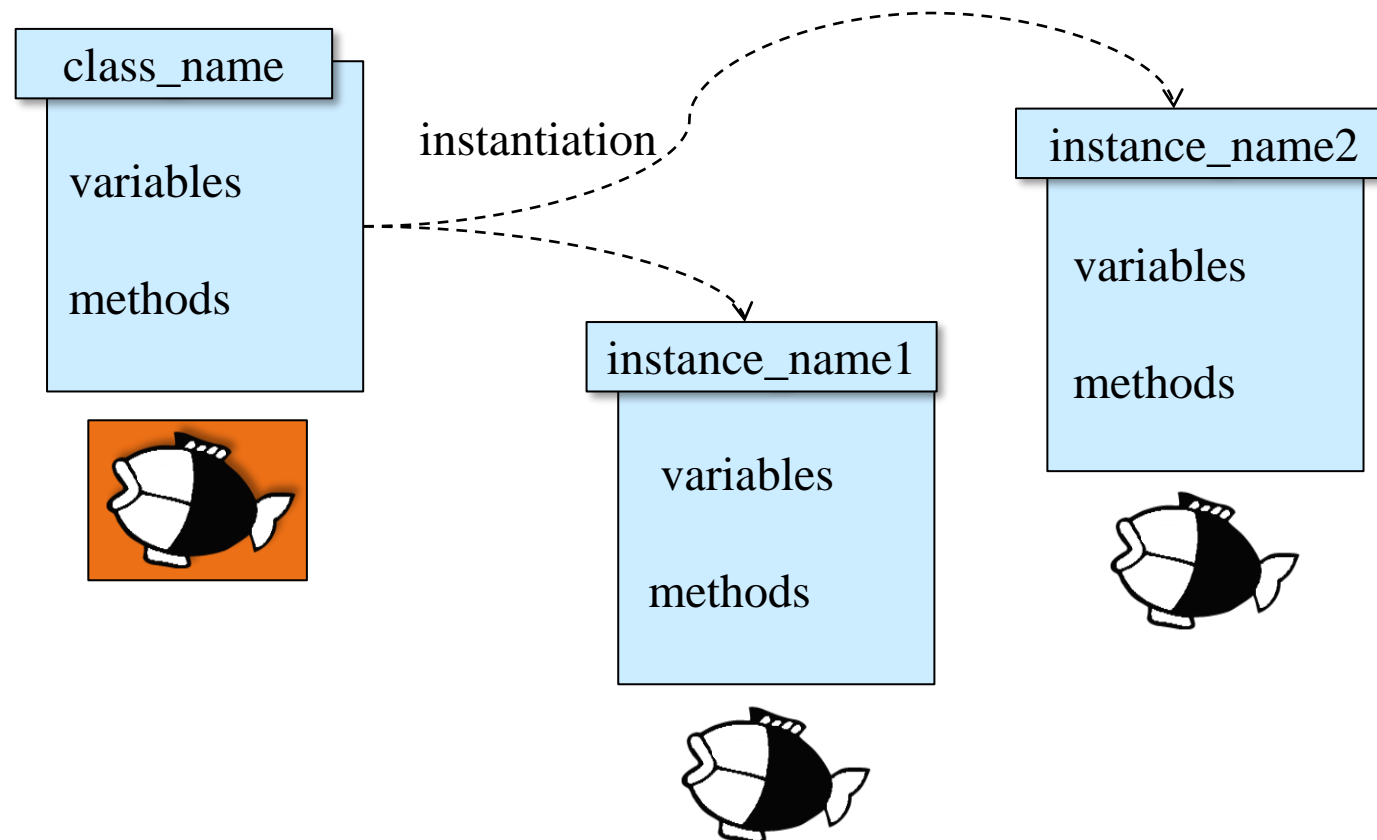 class_name
variables
methods
instantiation
instance_name1
variables
methods
instance_name2
variables
methods